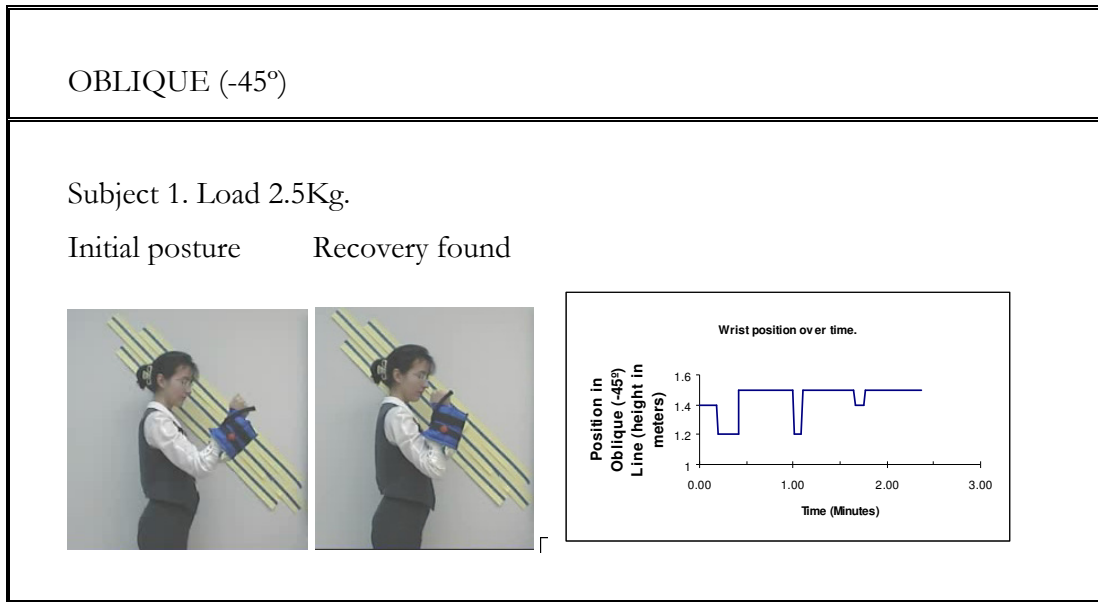 OBLIQUE (-45º)
Subject 1. Load 2.5Kg.
Initial posture Recovery found
Wrist position over time.
Position in
Oblique (-45º)
Line (height in
meters)
1.6
1.4
1.2
1
0.00 1.00 2.00 3.00
Time (Minutes)